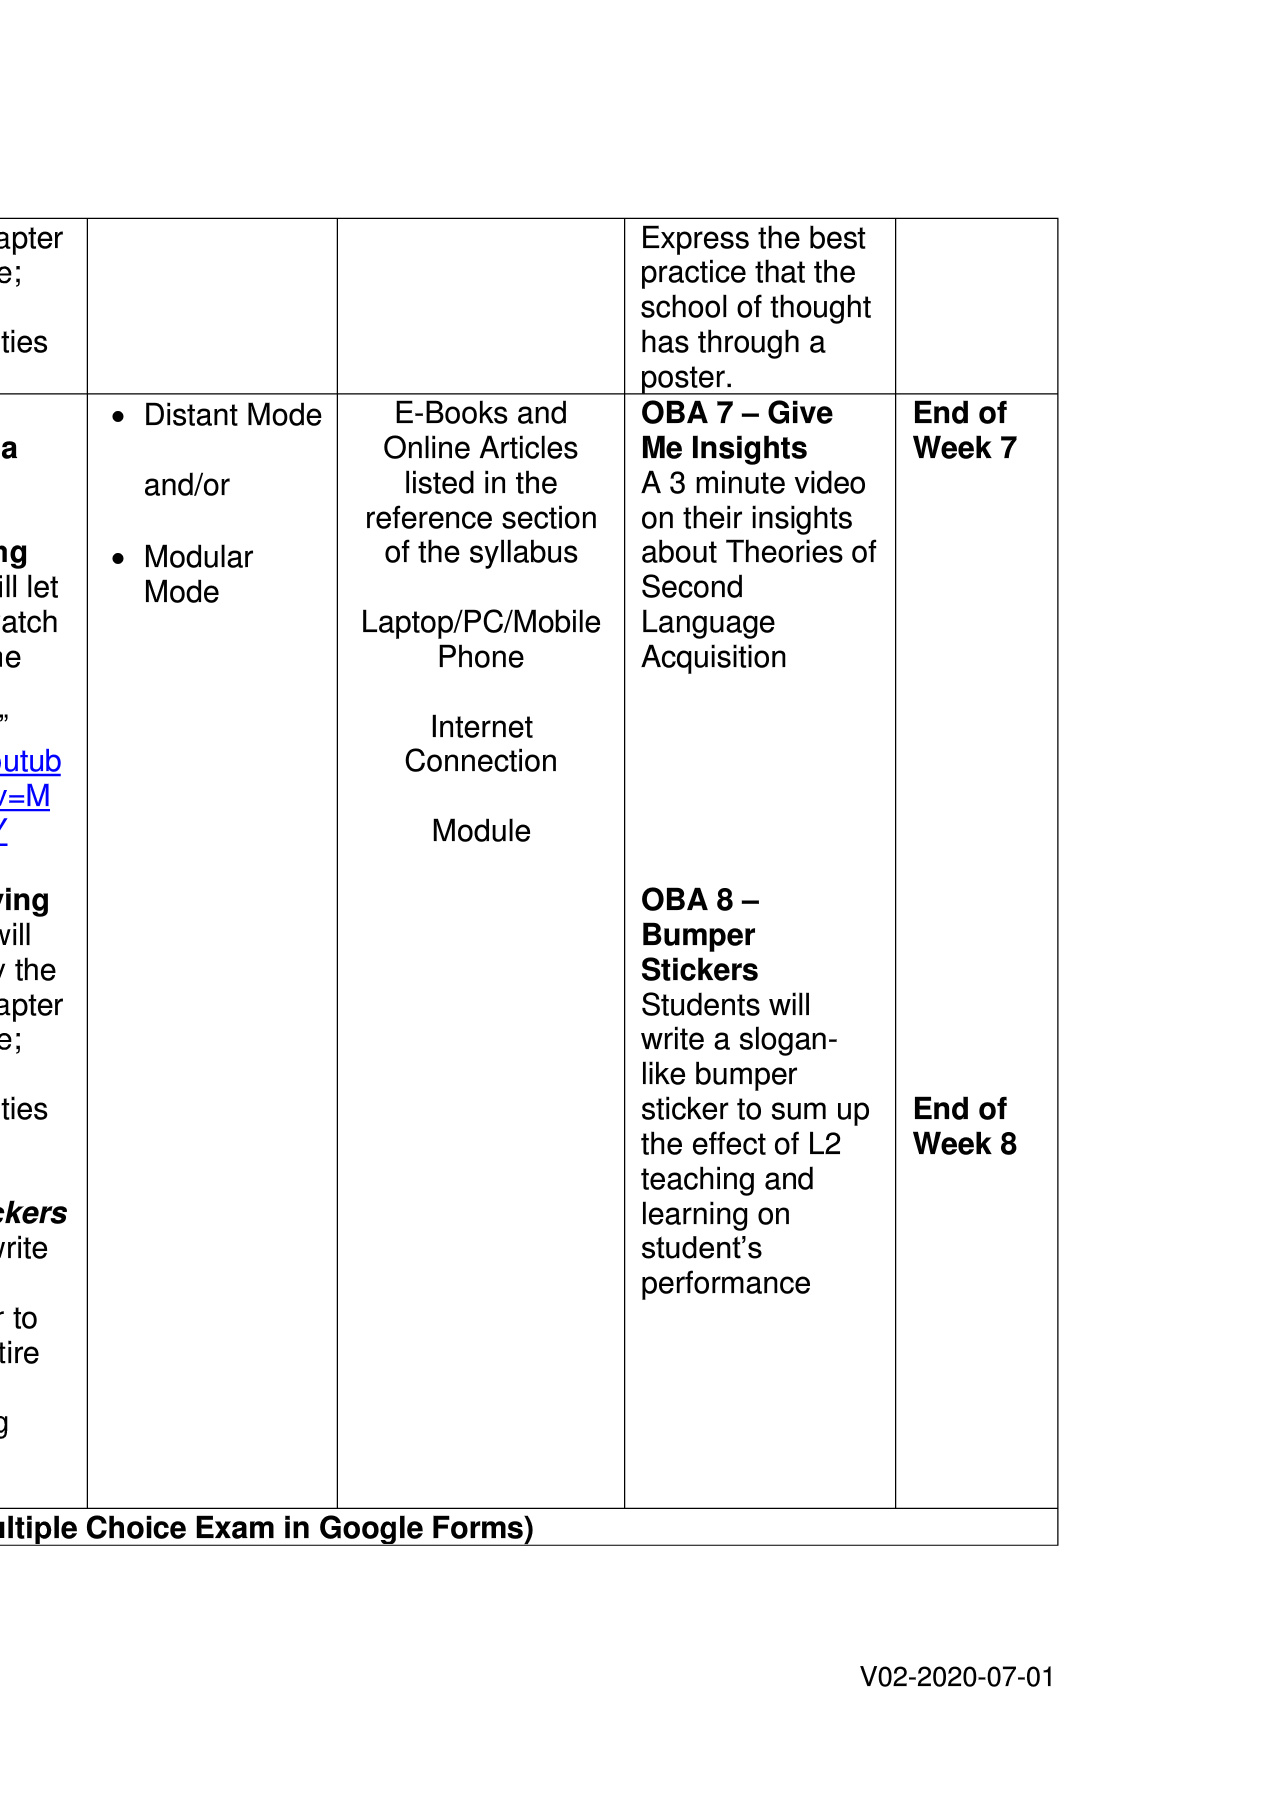 apter
e;
ties
Express the best
practice that the
school of thought
has through a
poster.
a
ng
ill let
atch
ne
”
outub
v=M
Y
ving
will
y the
apter
e;
ties
ckers
write
r to
tire
g
• Distant Mode
and/or
• Modular
Mode
E-Books and
Online Articles
listed in the
reference section
of the syllabus
Laptop/PC/Mobile
Phone
Internet
Connection
Module
OBA 7 – Give
Me Insights
A 3 minute video
on their insights
about Theories of
Second
Language
Acquisition
OBA 8 –
Bumper
Stickers
Students will
write a slogan-
like bumper
sticker to sum up
the effect of L2
teaching and
learning on
student’s
performance
End of
Week 7
End of
Week 8
ultiple Choice Exam in Google Forms)
V02-2020-07-01